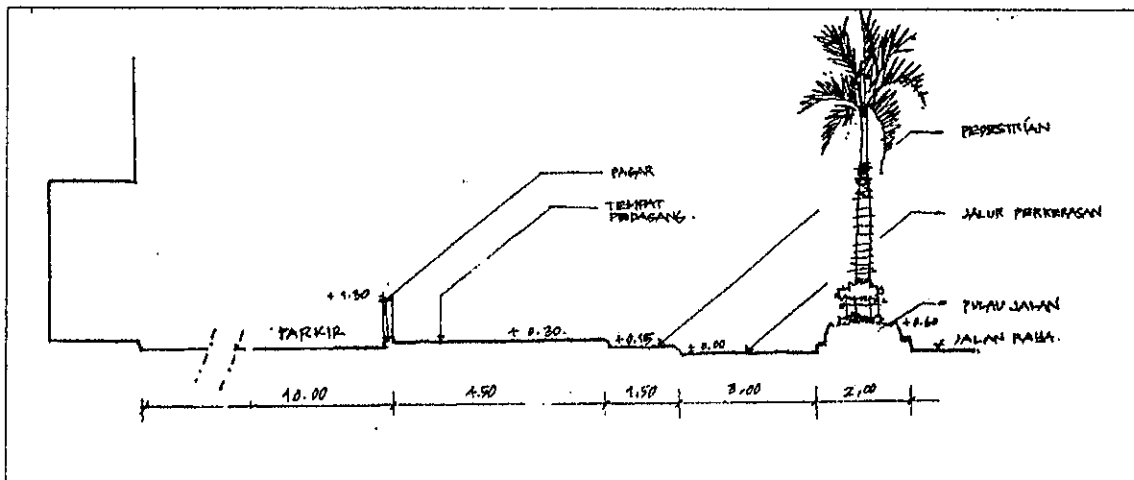 PEDESTRIAN
PAGAR
TEMPAT
PEDAGANG.
JALUR PERKERASAN
+1.30
PULAU JALAN
PARKIR
+0.30.
+0.15
+0.00
+0.60
JALAN RAYA.
10.00
4.50
1,50
3,00
2,00